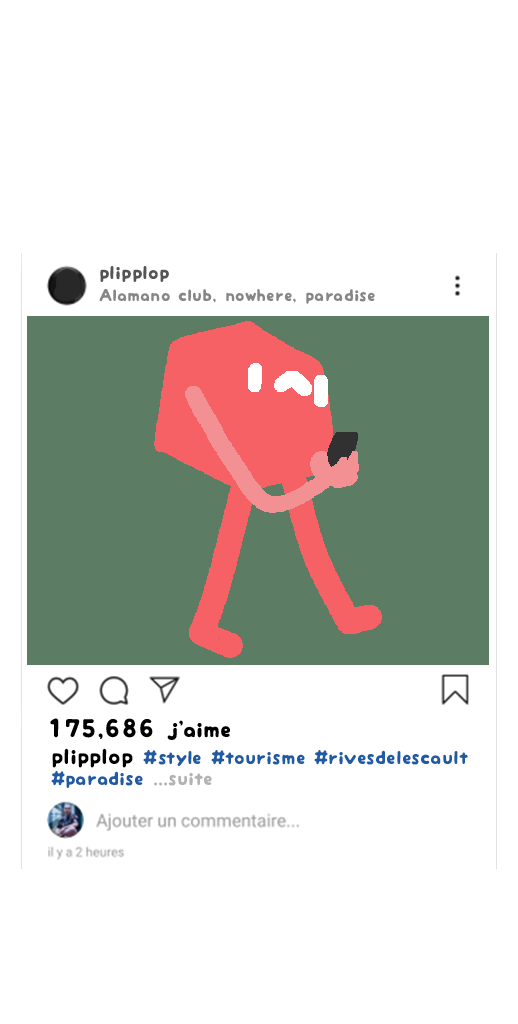 plipplop
Alamano club, nowhere, paradise
175,686 j'aime
plipplop #style #tourisme #rivesdelescault
#paradise ...suite
Ajouter un commentaire...
il y a 2 heures